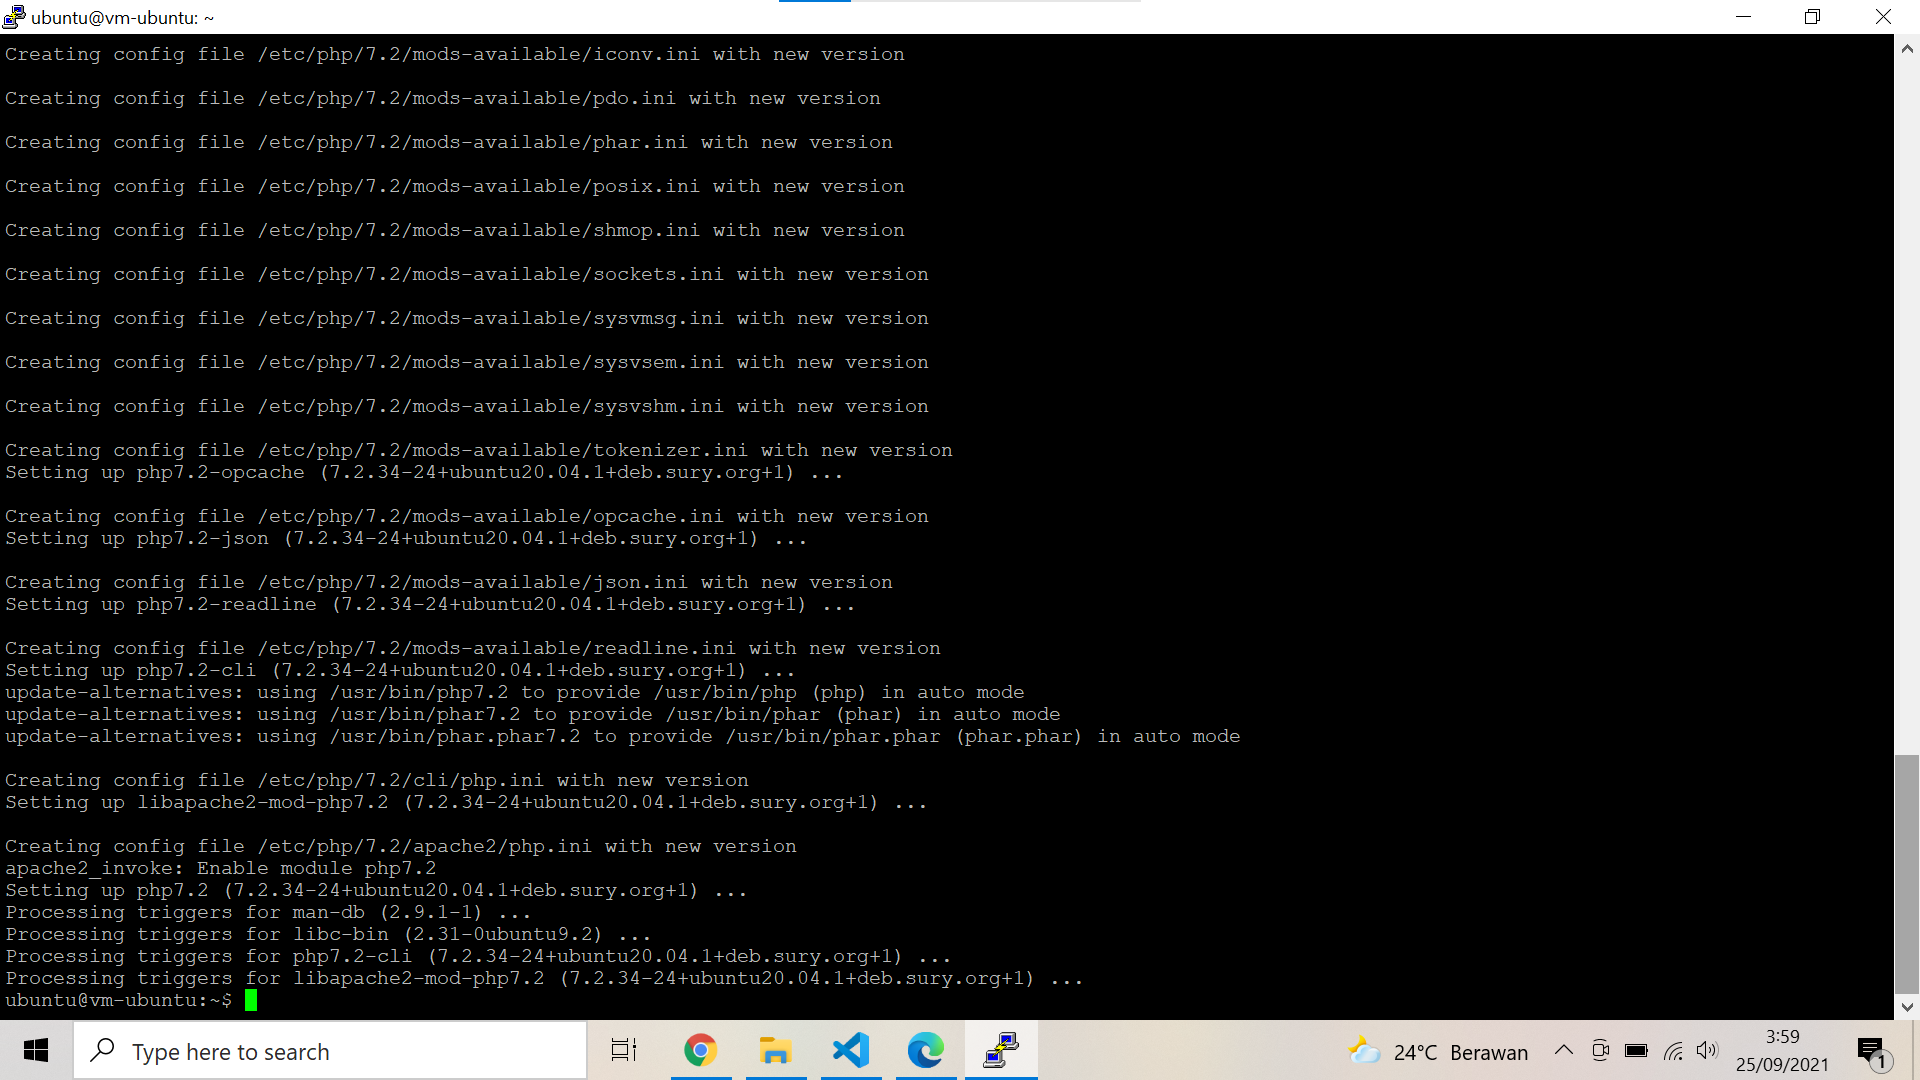 ubuntu@vm-ubuntu: ~
Creating config file /etc/php/7.2/mods-available/iconv.ini with new version
Creating config file /etc/php/7.2/mods-available/pdo.ini with new version
Creating config file /etc/php/7.2/mods-available/phar.ini with new version
Creating config file /etc/php/7.2/mods-available/posix.ini with new version
Creating config file /etc/php/7.2/mods-available/shmop.ini with new version
Creating config file /etc/php/7.2/mods-available/sockets.ini with new version
Creating config file /etc/php/7.2/mods-available/sysvmsg.ini with new version
Creating config file /etc/php/7.2/mods-available/sysvsem.ini with new version
Creating config file /etc/php/7.2/mods-available/sysvshm.ini with new version
Creating config file /etc/php/7.2/mods-available/tokenizer.ini with new version
Setting up php7.2-opcache (7.2.34-24+ubuntu20.04.1+deb.sury.org+1) ...
Creating config file /etc/php/7.2/mods-available/opcache.ini with new version
Setting up php7.2-json (7.2.34-24+ubuntu20.04.1+deb.sury.org+1) ...
Creating config file /etc/php/7.2/mods-available/json.ini with new version
Setting up php7.2-readline (7.2.34-24+ubuntu20.04.1+deb.sury.org+1) ...
Creating config file /etc/php/7.2/mods-available/readline.ini with new version
Setting up php7.2-cli (7.2.34-24+ubuntu20.04.1+deb.sury.org+1) ...
update-alternatives: using /usr/bin/php7.2 to provide /usr/bin/php (php) in auto mode
update-alternatives: using /usr/bin/phar7.2 to provide /usr/bin/phar (phar) in auto mode
update-alternatives: using /usr/bin/phar.phar7.2 to provide /usr/bin/phar.phar (phar.phar) in auto mode
Creating config file /etc/php/7.2/cli/php.ini with new version
Setting up libapache2-mod-php7.2 (7.2.34-24+ubuntu20.04.1+deb.sury.org+1) ...
Creating config file /etc/php/7.2/apache2/php.ini with new version
apache2_invoke: Enable module php7.2
Setting up php7.2 (7.2.34-24+ubuntu20.04.1+deb.sury.org+1) ...
Processing triggers for man-db (2.9.1-1) ...
Processing triggers for libc-bin (2.31-0ubuntu9.2) ...
Processing triggers for php7.2-cli (7.2.34-24+ubuntu20.04.1+deb.sury.org+1) ...
Processing triggers for libapache2-mod-php7.2 (7.2.34-24+ubuntu20.04.1+deb.sury.org+1) ...
ubuntu@vm-ubuntu:~$
Type here to search
24°C Berawan
3:59
25/09/2021
1